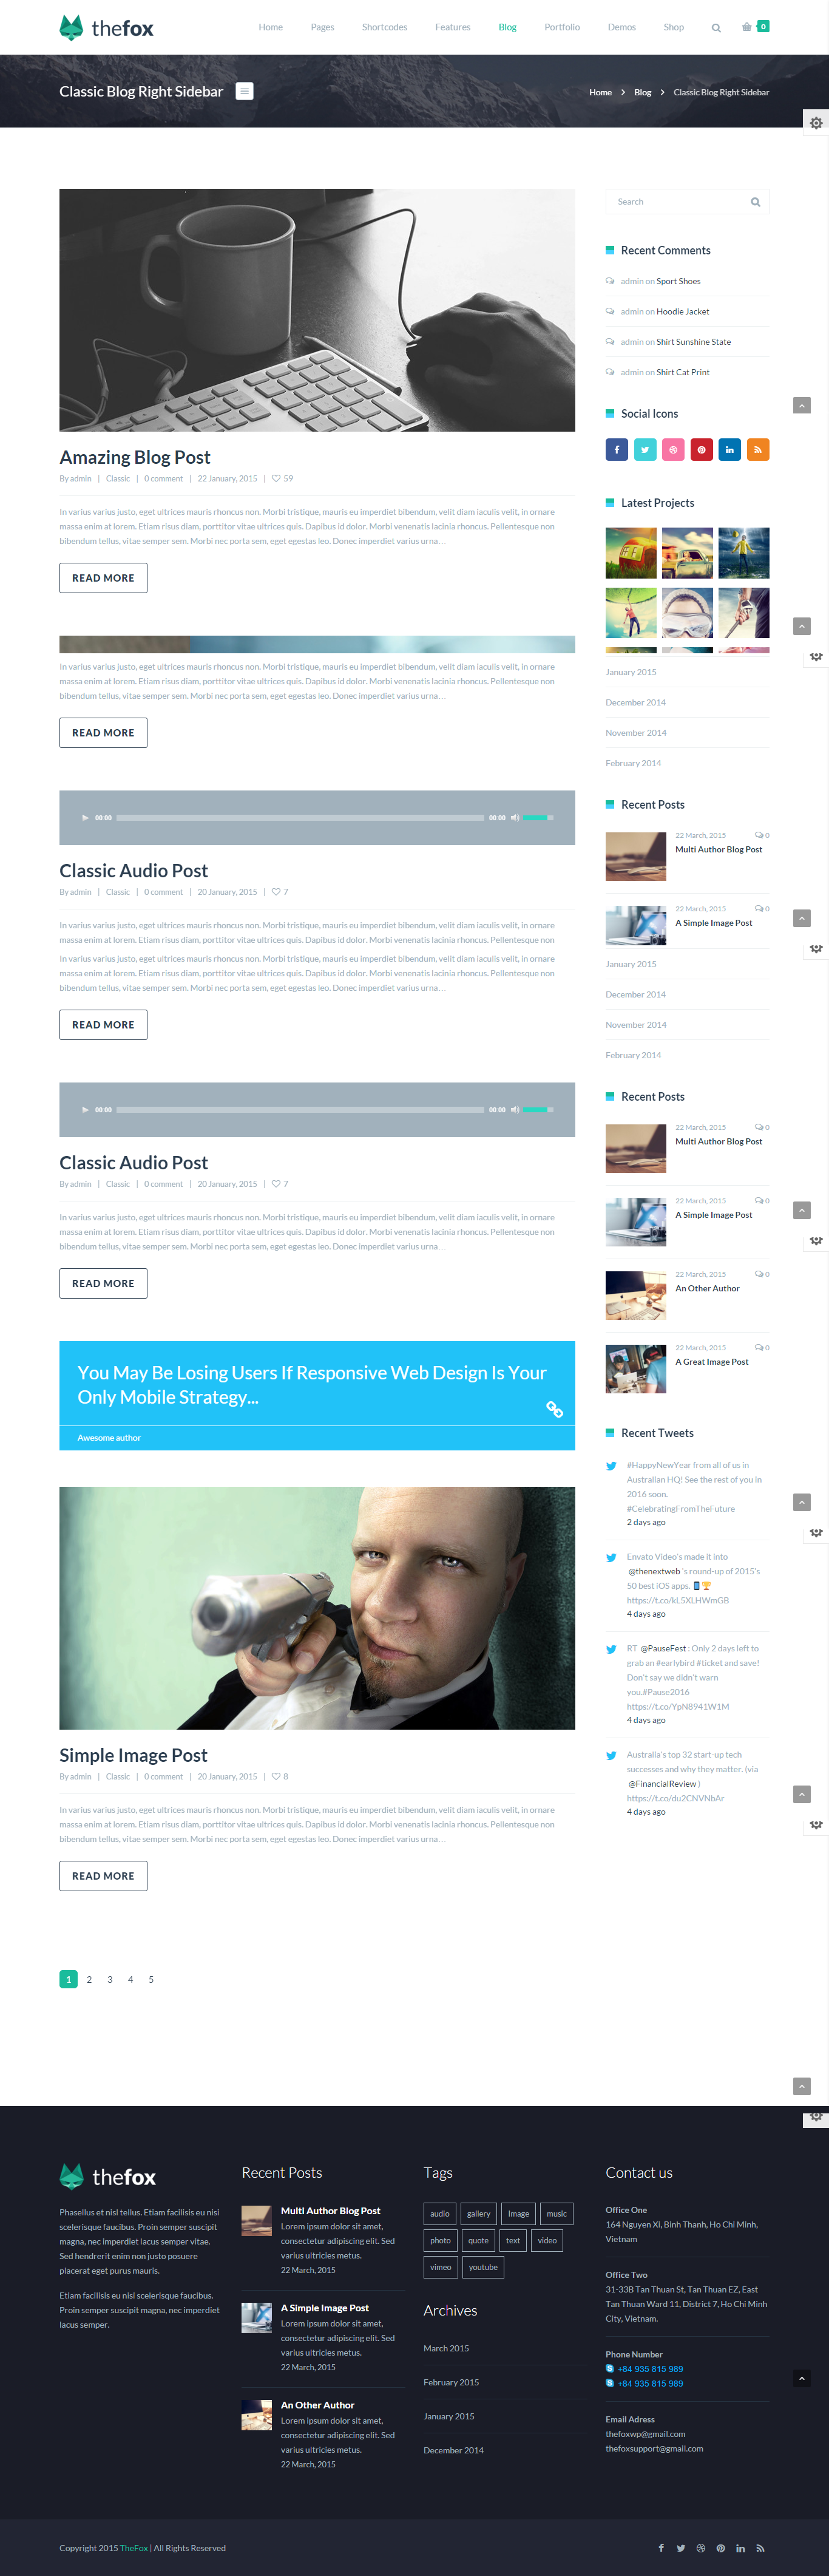 thefox
Home Pages Shortcodes Features Blog Portfolio Demos Shop 0
Classic Blog Right Sidebar
Home > Blog > Classic Blog Right Sidebar
Amazing Blog Post
By admin | Classic | 0 comment | 22 January, 2015 | 59
In varius varius justo, eget ultrices mauris rhoncus non. Morbi tristique, mauris eu imperdiet bibendum, velit diam iaculis velit, in ornare
massa enim at lorem. Etiam risus diam, porttitor vitae ultrices quis. Dapibus id dolor. Morbi venenatis lacinia rhoncus. Pellentesque non
bibendum tellus, vitae semper sem. Morbi nec porta sem, eget egestas leo. Donec imperdiet varius urna…
READ MORE
In varius varius justo, eget ultrices mauris rhoncus non. Morbi tristique, mauris eu imperdiet bibendum, velit diam iaculis velit, in ornare
massa enim at lorem. Etiam risus diam, porttitor vitae ultrices quis. Dapibus id dolor. Morbi venenatis lacinia rhoncus. Pellentesque non
bibendum tellus, vitae semper sem. Morbi nec porta sem, eget egestas leo. Donec imperdiet varius urna…
READ MORE
00:00 00:00
Classic Audio Post
By admin | Classic | 0 comment | 20 January, 2015 | 7
In varius varius justo, eget ultrices mauris rhoncus non. Morbi tristique, mauris eu imperdiet bibendum, velit diam iaculis velit, in ornare
massa enim at lorem. Etiam risus diam, porttitor vitae ultrices quis. Dapibus id dolor. Morbi venenatis lacinia rhoncus. Pellentesque non
In varius varius justo, eget ultrices mauris rhoncus non. Morbi tristique, mauris eu imperdiet bibendum, velit diam iaculis velit, in ornare
massa enim at lorem. Etiam risus diam, porttitor vitae ultrices quis. Dapibus id dolor. Morbi venenatis lacinia rhoncus. Pellentesque non
bibendum tellus, vitae semper sem. Morbi nec porta sem, eget egestas leo. Donec imperdiet varius urna…
READ MORE
00:00 00:00
Classic Audio Post
By admin | Classic | 0 comment | 20 January, 2015 | 7
In varius varius justo, eget ultrices mauris rhoncus non. Morbi tristique, mauris eu imperdiet bibendum, velit diam iaculis velit, in ornare
massa enim at lorem. Etiam risus diam, porttitor vitae ultrices quis. Dapibus id dolor. Morbi venenatis lacinia rhoncus. Pellentesque non
bibendum tellus, vitae semper sem. Morbi nec porta sem, eget egestas leo. Donec imperdiet varius urna…
READ MORE
You May Be Losing Users If Responsive Web Design Is Your
Only Mobile Strategy...
Awesome author
Simple Image Post
By admin | Classic | 0 comment | 20 January, 2015 | 8
In varius varius justo, eget ultrices mauris rhoncus non. Morbi tristique, mauris eu imperdiet bibendum, velit diam iaculis velit, in ornare
massa enim at lorem. Etiam risus diam, porttitor vitae ultrices quis. Dapibus id dolor. Morbi venenatis lacinia rhoncus. Pellentesque non
bibendum tellus, vitae semper sem. Morbi nec porta sem, eget egestas leo. Donec imperdiet varius urna…
READ MORE
1 2 3 4 5
Search
Recent Comments
admin on Sport Shoes
admin on Hoodie Jacket
admin on Shirt Sunshine State
admin on Shirt Cat Print
Social Icons
Latest Projects
January 2015
December 2014
November 2014
February 2014
Recent Posts
22 March, 2015 0
Multi Author Blog Post
22 March, 2015 0
A Simple Image Post
January 2015
December 2014
November 2014
February 2014
Recent Posts
22 March, 2015 0
Multi Author Blog Post
22 March, 2015 0
A Simple Image Post
22 March, 2015 0
An Other Author
22 March, 2015 0
A Great Image Post
Recent Tweets
#HappyNewYear from all of us in
Australian HQ! See the rest of you in
2016 soon.
#CelebratingFromTheFuture
2 days ago
Envato Video's made it into
@thenextweb 's round-up of 2015's
50 best iOS apps. 📱🏆
https://t.co/kL5XLHWmGB
4 days ago
RT @PauseFest : Only 2 days left to
grab an #earlybird #ticket and save!
Don't say we didn't warn
you.#Pause2016
https://t.co/YpN8941W1M
4 days ago
Australia's top 32 start-up tech
successes and why they matter. (via
@FinancialReview )
https://t.co/du2CNVNbAr
4 days ago
thefox
Phasellus et nisl tellus. Etiam facilisis eu nisi
scelerisque faucibus. Proin semper suscipit
magna, nec imperdiet lacus semper vitae.
Sed hendrerit enim non justo posuere
placerat eget purus mauris.
Etiam facilisis eu nisi scelerisque faucibus.
Proin semper suscipit magna, nec imperdiet
lacus semper.
Recent Posts
Multi Author Blog Post
Lorem ipsum dolor sit amet,
consectetur adipiscing elit. Sed
varius ultricies metus.
22 March, 2015
A Simple Image Post
Lorem ipsum dolor sit amet,
consectetur adipiscing elit. Sed
varius ultricies metus.
22 March, 2015
An Other Author
Lorem ipsum dolor sit amet,
consectetur adipiscing elit. Sed
varius ultricies metus.
22 March, 2015
Tags
audio gallery Image music
photo quote text video
vimeo youtube
Archives
March 2015
February 2015
January 2015
December 2014
Contact us
Office One
164 Nguyen Xi, Binh Thanh, Ho Chi Minh,
Vietnam
Office Two
31-33B Tan Thuan St, Tan Thuan EZ, East
Tan Thuan Ward 11, District 7, Ho Chi Minh
City, Vietnam.
Phone Number
+84 935 815 989
+84 935 815 989
Email Adress
thefoxwp@gmail.com
thefoxsupport@gmail.com
Copyright 2015 TheFox | All Rights Reserved